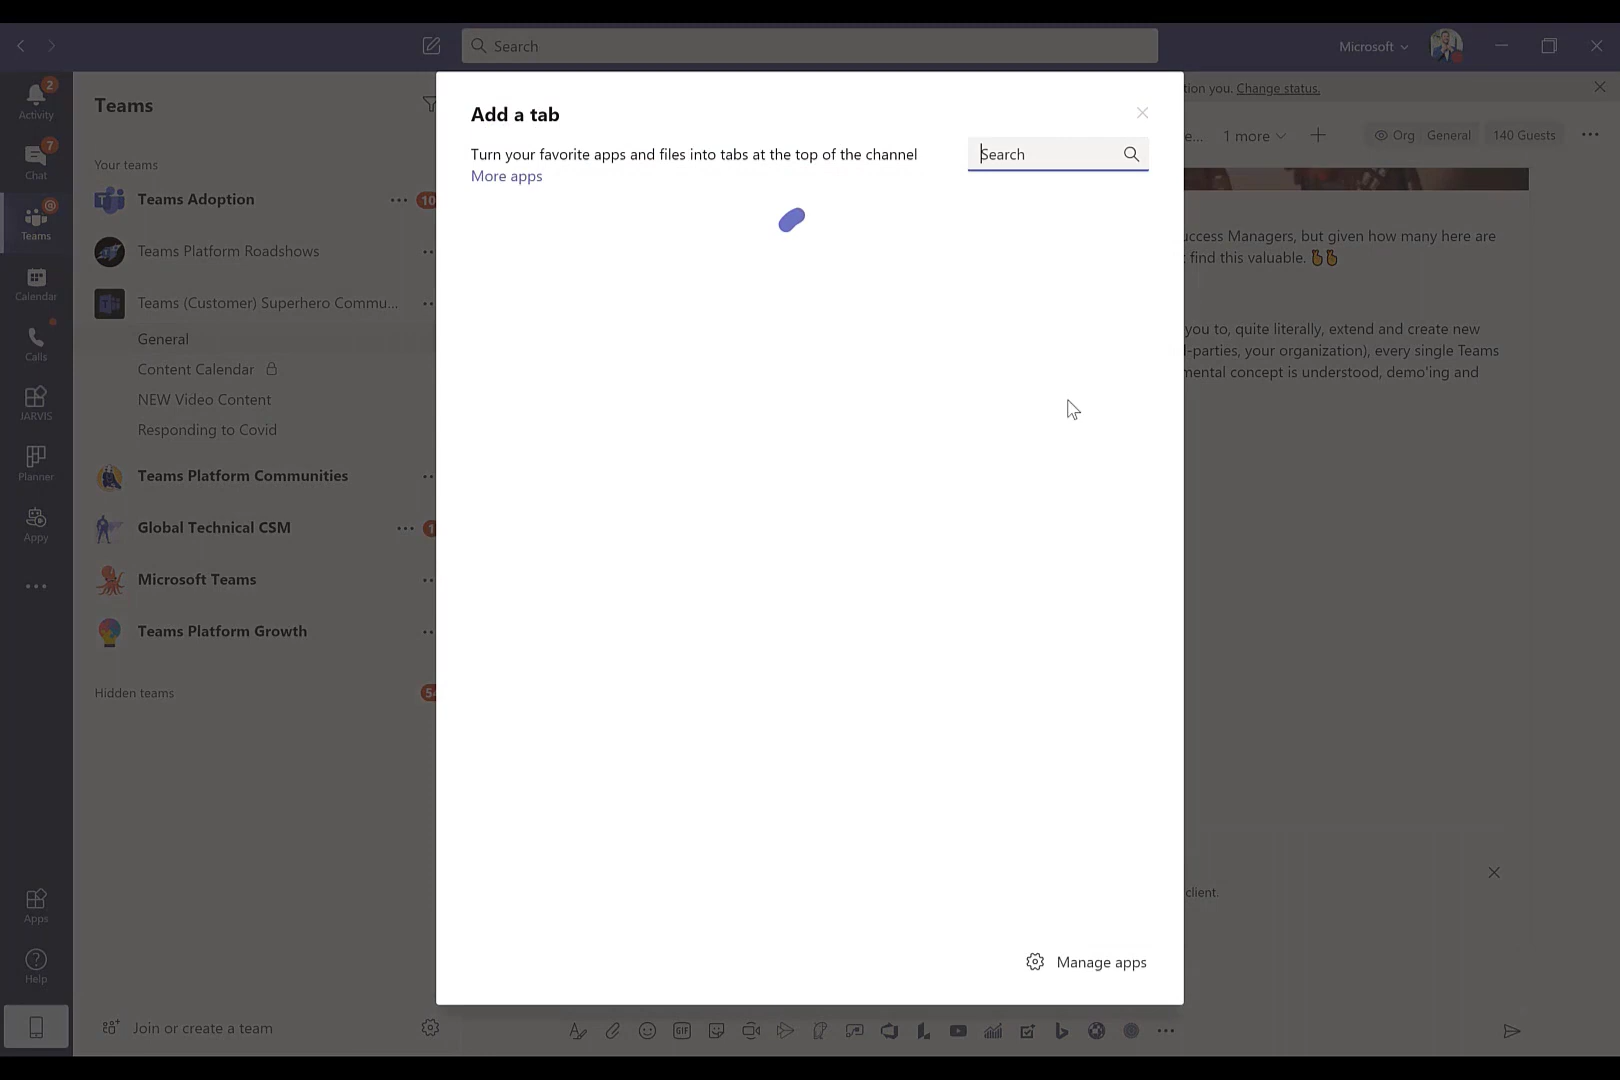 Search
Microsoft
2
Activity
7
Chat
Teams
Calendar
Calls
JARVIS
Planner
Appy
Apps
Help
Teams
Your teams
Teams Adoption
10
Teams Platform Roadshows
Teams (Customer) Superhero Commu...
General
Content Calendar
NEW Video Content
Responding to Covid
Teams Platform Communities
Global Technical CSM
1
Microsoft Teams
Teams Platform Growth
Hidden teams
54
Join or create a team
Add a tab
Turn your favorite apps and files into tabs at the top of the channel
More apps
Search
Manage apps
tion you. Change status.
e... 1 more
Org General
140 Guests
uccess Managers, but given how many here are
find this valuable.
you to, quite literally, extend and create new
l-parties, your organization), every single Teams
mental concept is understood, demo'ing and
client.
GIF